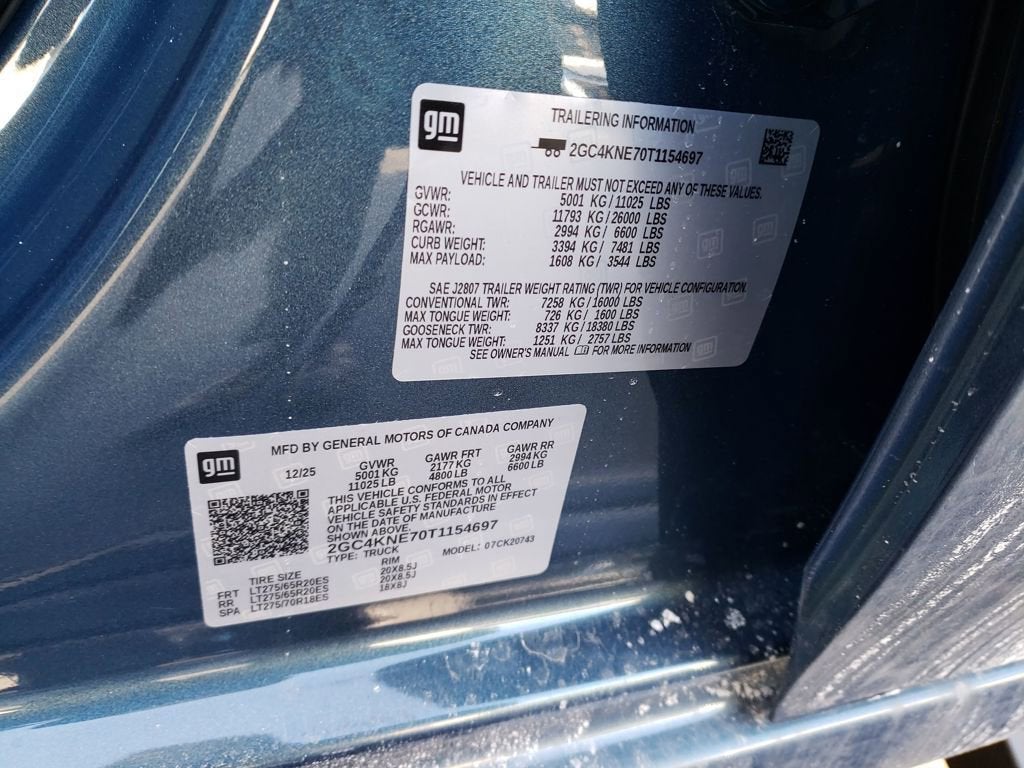 gm
TRAILERING INFORMATION
2GC4KNE70T1154697
VEHICLE AND TRAILER MUST NOT EXCEED ANY OF THESE VALUES.
GVWR: 5001 KG / 11025 LBS
GCWR: 11793 KG / 26000 LBS
RGAWR: 2994 KG / 6600 LBS
CURB WEIGHT: 3394 KG / 7481 LBS
MAX PAYLOAD: 1608 KG / 3544 LBS
SAE J2807 TRAILER WEIGHT RATING (TWR) FOR VEHICLE CONFIGURATION.
CONVENTIONAL TWR: 7258 KG / 16000 LBS
MAX TONGUE WEIGHT: 726 KG / 1600 LBS
GOOSENECK TWR: 8337 KG / 18380 LBS
MAX TONGUE WEIGHT: 1251 KG / 2757 LBS
SEE OWNER'S MANUAL FOR MORE INFORMATION
gm
MFD BY GENERAL MOTORS OF CANADA COMPANY
12/25 GVWR GAWR FRT GAWR RR
5001 KG 2177 KG 2994 KG
11025 LB 4800 LB 6600 LB
THIS VEHICLE CONFORMS TO ALL
APPLICABLE U.S. FEDERAL MOTOR
VEHICLE SAFETY STANDARDS IN EFFECT
ON THE DATE OF MANUFACTURE
SHOWN ABOVE.
2GC4KNE70T1154697
TYPE: TRUCK MODEL: 07CK20743
TIRE SIZE RIM
FRT LT275/65R20ES 20X8.5J
RR LT275/65R20ES 20X8.5J
SPA LT275/70R18ES 18X8J